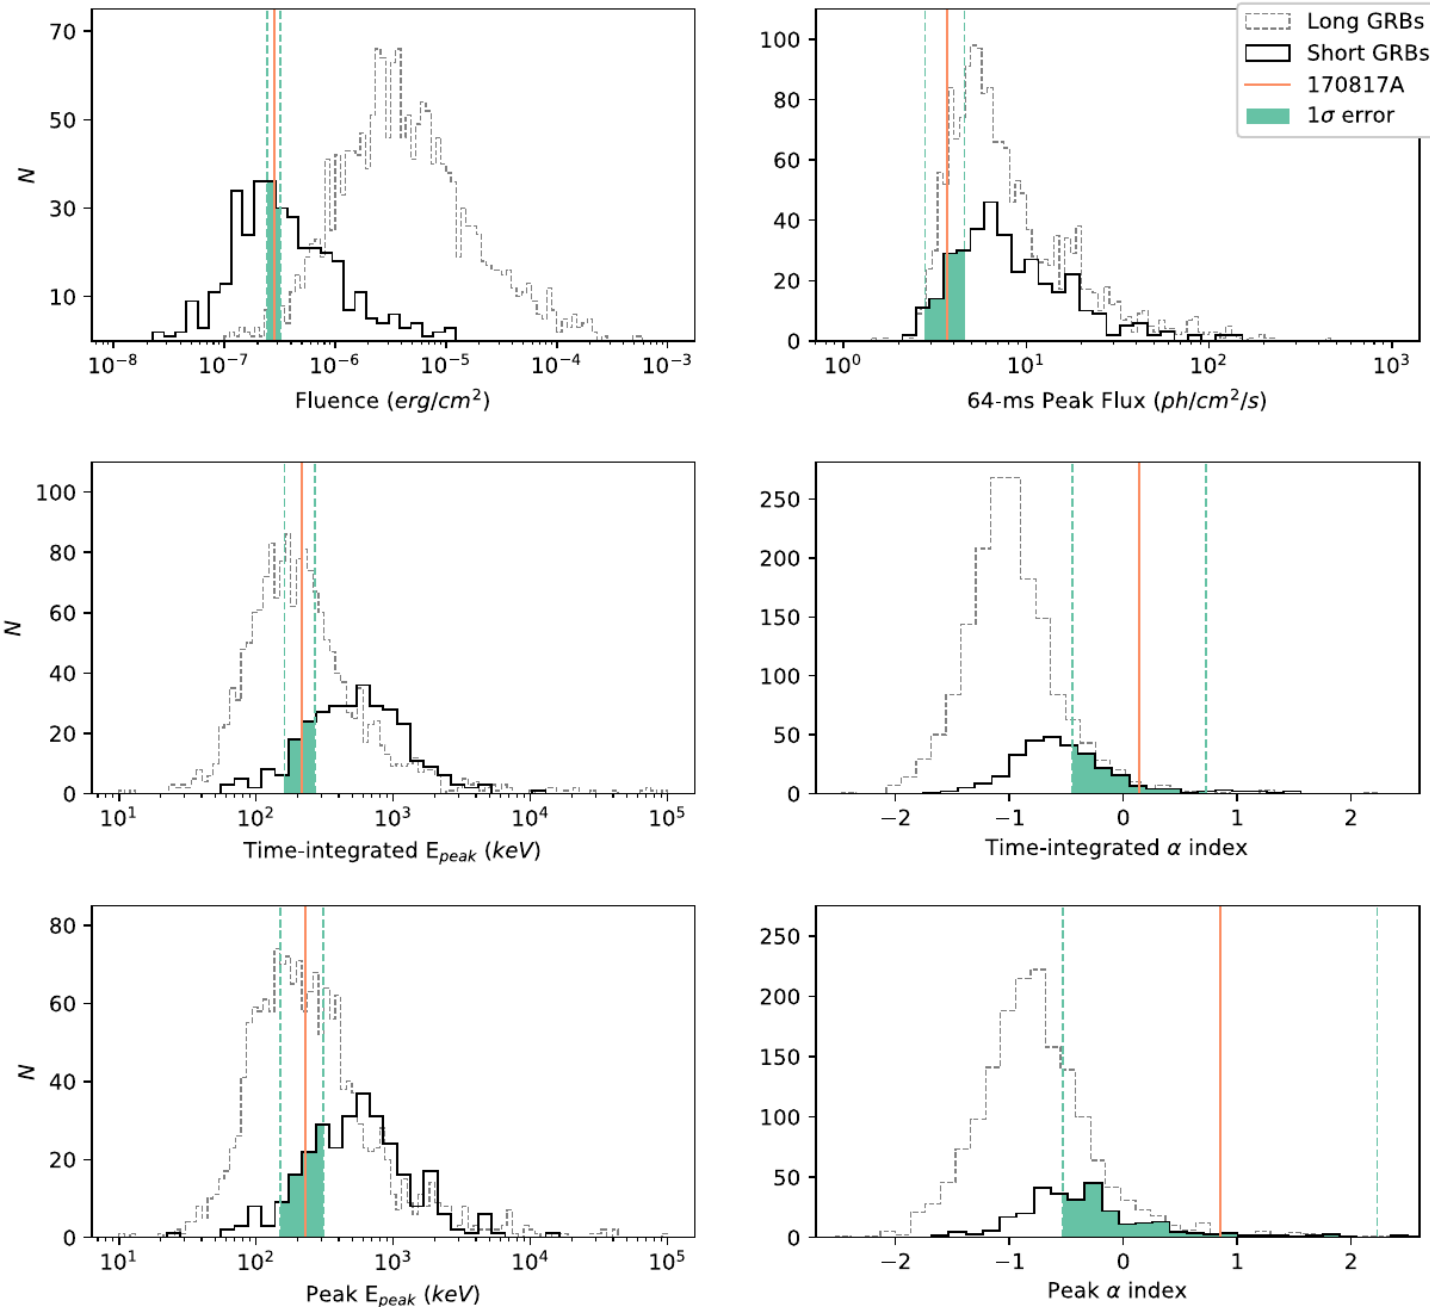 70
50
30
10
N
10⁻⁸ 10⁻⁷ 10⁻⁶ 10⁻⁵ 10⁻⁴ 10⁻³
Fluence (erg/cm²)
100
80
60
40
20
0
10⁰ 10¹ 10² 10³
64-ms Peak Flux (ph/cm²/s)
Long GRBs
Short GRBs
170817A
1σ error
100
80
60
40
20
0
N
10¹ 10² 10³ 10⁴ 10⁵
Time-integrated E_peak (keV)
250
200
150
100
50
0
−2 −1 0 1 2
Time-integrated α index
80
60
40
20
0
N
10¹ 10² 10³ 10⁴ 10⁵
Peak E_peak (keV)
250
200
150
100
50
0
−2 −1 0 1 2
Peak α index